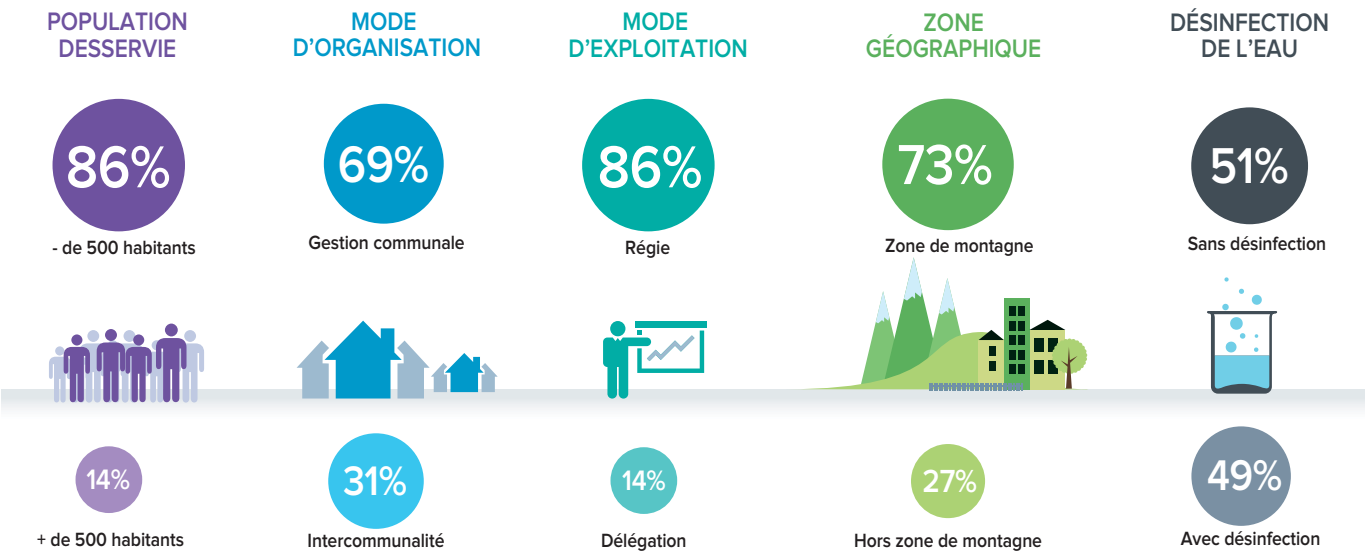 POPULATION
DESSERVIE
86%
- de 500 habitants
14%
+ de 500 habitants
MODE
D'ORGANISATION
69%
Gestion communale
31%
Intercommunalité
MODE
D'EXPLOITATION
86%
Régie
14%
Délégation
ZONE
GÉOGRAPHIQUE
73%
Zone de montagne
27%
Hors zone de montagne
DÉSINFECTION
DE L'EAU
51%
Sans désinfection
49%
Avec désinfection